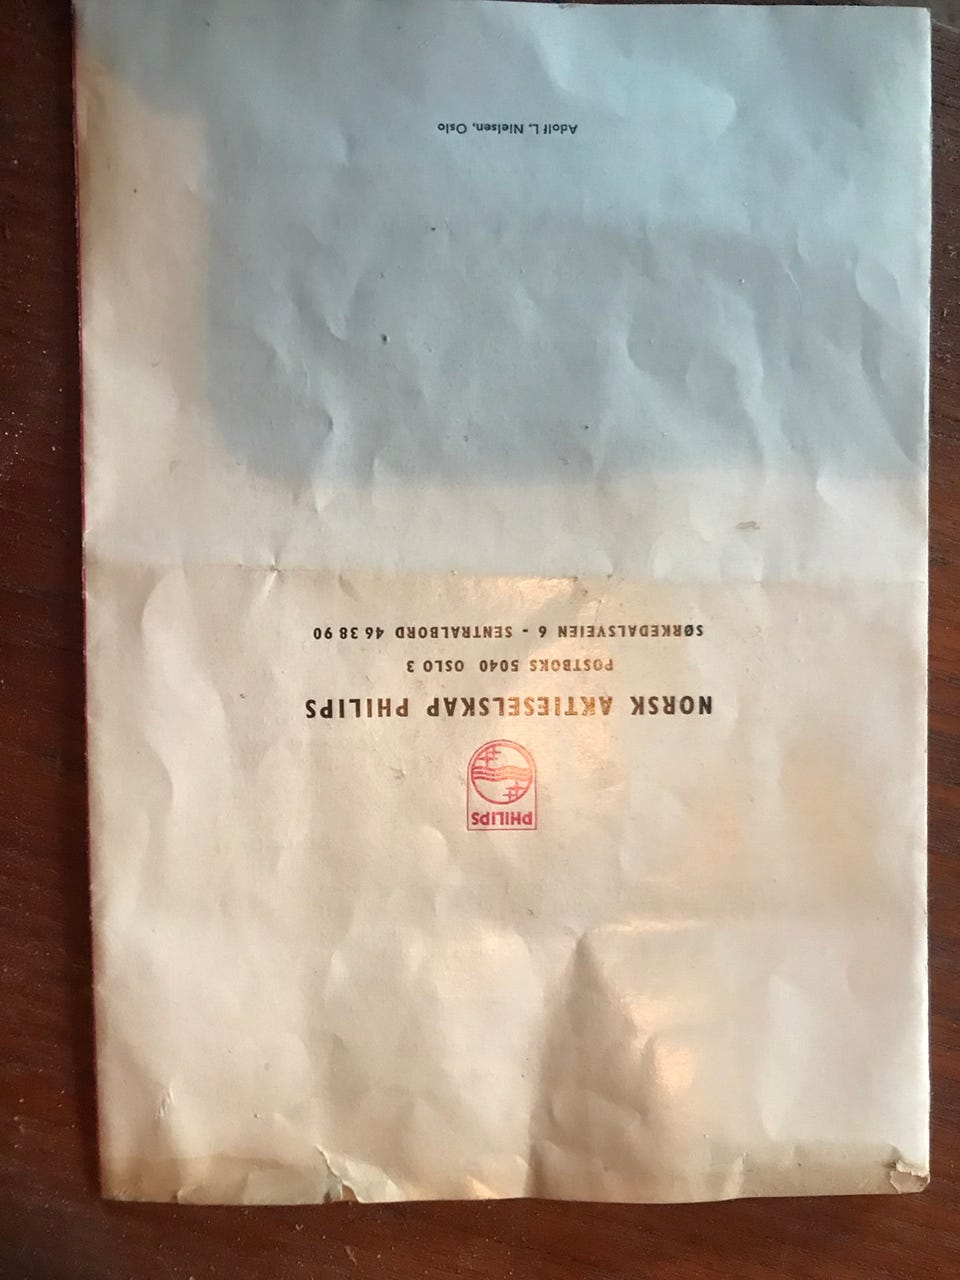 PHILIPS
NORSK AKTIESELSKAP PHILIPS
POSTBOKS 5040 OSLO 3
SØRKEDALSVEIEN 6 - SENTRALBORD 46 38 90
Adolf L. Nielsen, Oslo